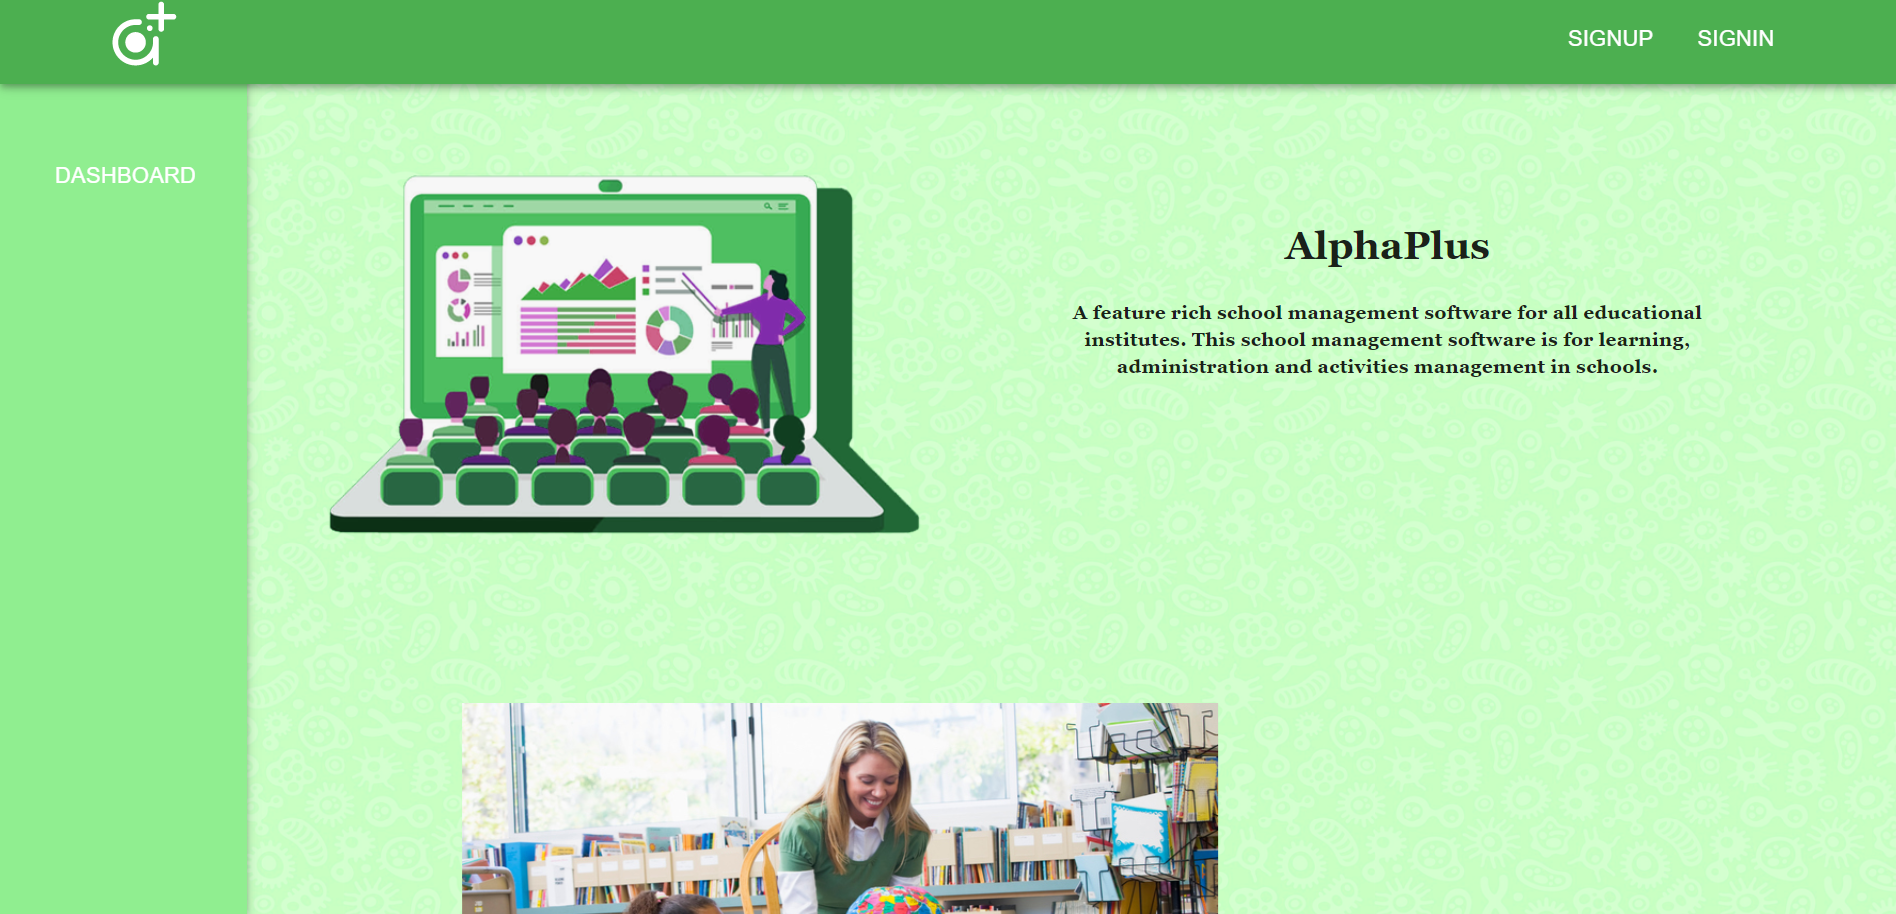 SIGNUP SIGNIN
DASHBOARD
AlphaPlus
A feature rich school management software for all educational
institutes. This school management software is for learning,
administration and activities management in schools.